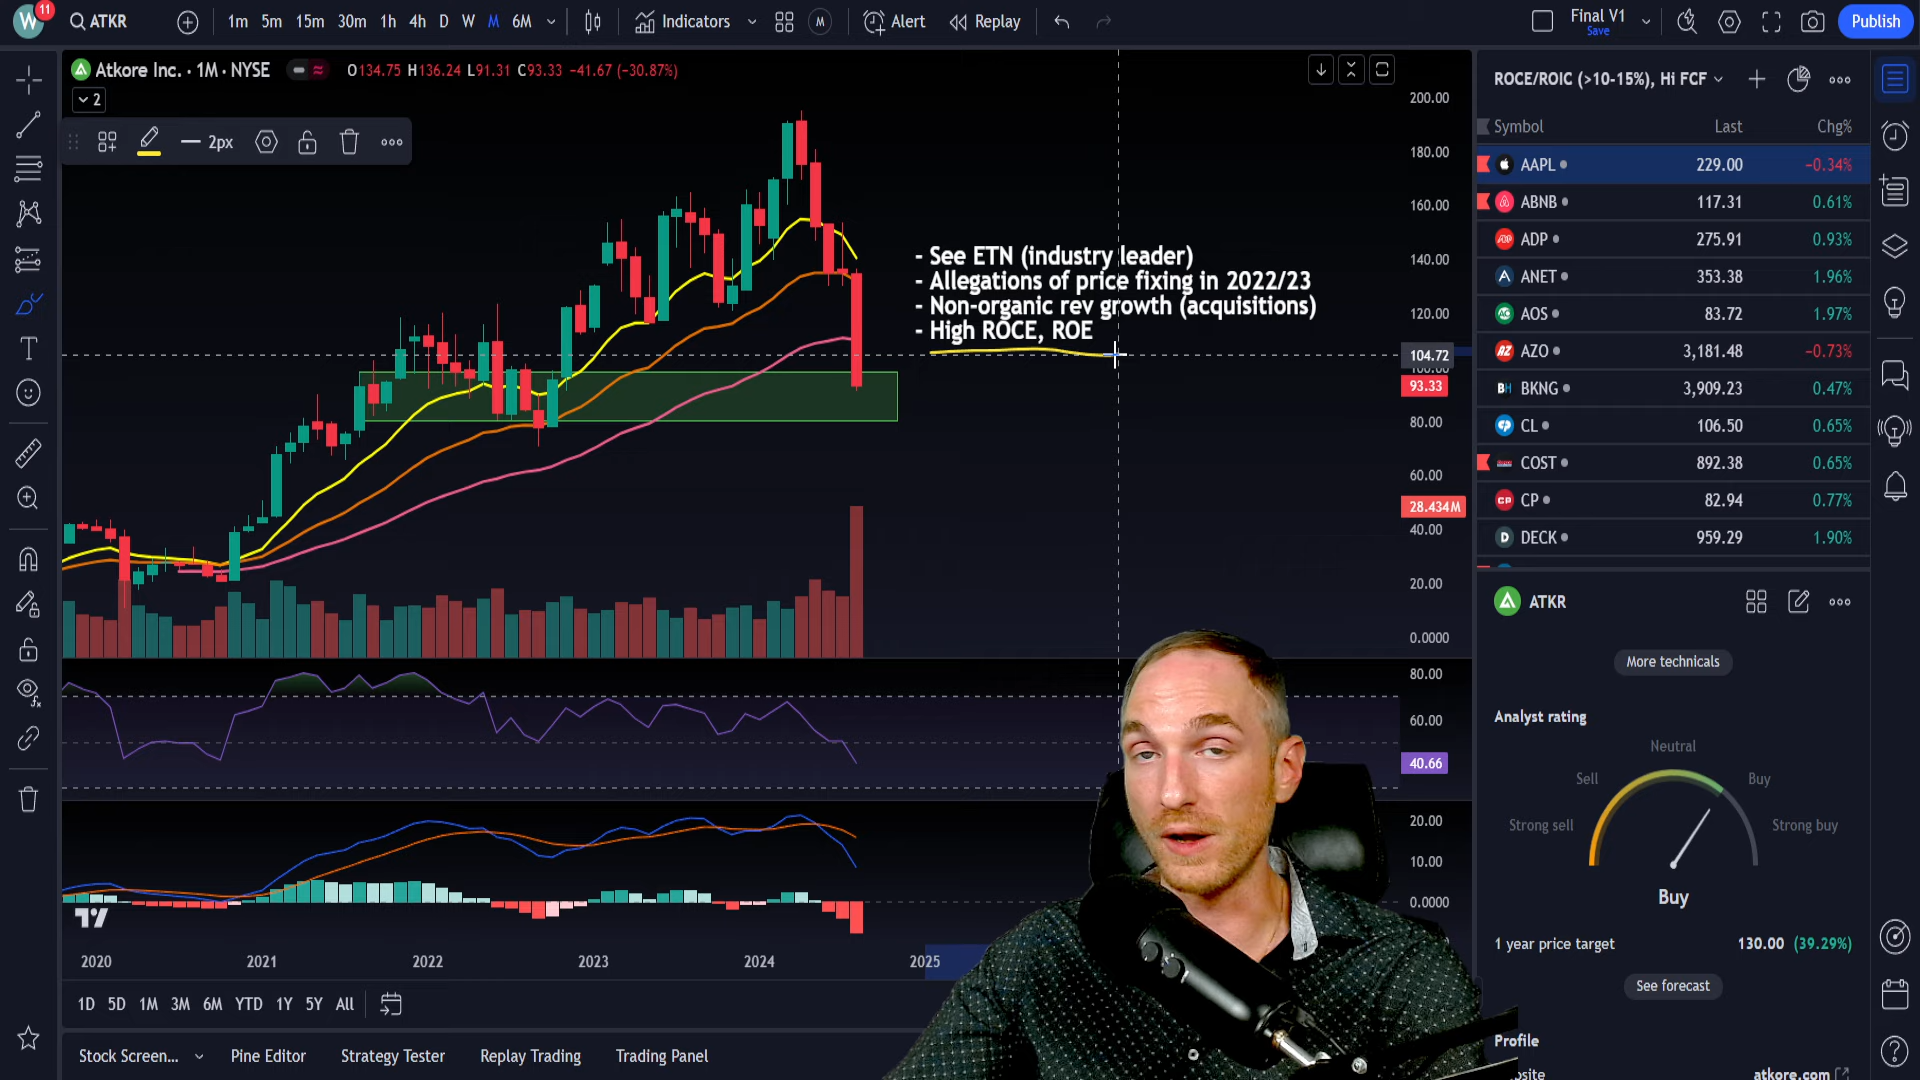 W 11 ATKR 1m 5m 15m 30m 1h 4h D W M 6M Indicators M Alert Replay Final V1 Save Publish
Atkore Inc. · 1M · NYSE O134.75 H136.24 L91.31 C93.33 −41.67 (−30.87%)
2
2px
- See ETN (industry leader)
- Allegations of price fixing in 2022/23
- Non-organic rev growth (acquisitions)
- High ROCE, ROE
200.00
180.00
160.00
140.00
120.00
104.72
100.00
93.33
80.00
60.00
28.434M
40.00
20.00
0.0000
80.00
60.00
40.66
20.00
10.00
0.0000
2020 2021 2022 2023 2024 2025
1D 5D 1M 3M 6M YTD 1Y 5Y All
Stock Screen... Pine Editor Strategy Tester Replay Trading Trading Panel
ROCE/ROIC (>10-15%), Hi FCF
Symbol Last Chg%
AAPL 229.00 −0.34%
ABNB 117.31 0.61%
ADP 275.91 0.93%
ANET 353.38 1.96%
AOS 83.72 1.97%
AZO 3,181.48 −0.73%
BKNG 3,909.23 0.47%
CL 106.50 0.65%
COST 892.38 0.65%
CP 82.94 0.77%
DECK 959.29 1.90%
ATKR
More technicals
Analyst rating
Neutral
Sell Buy
Strong sell Strong buy
Buy
1 year price target 130.00 (39.29%)
See forecast
Profile
atkore.com